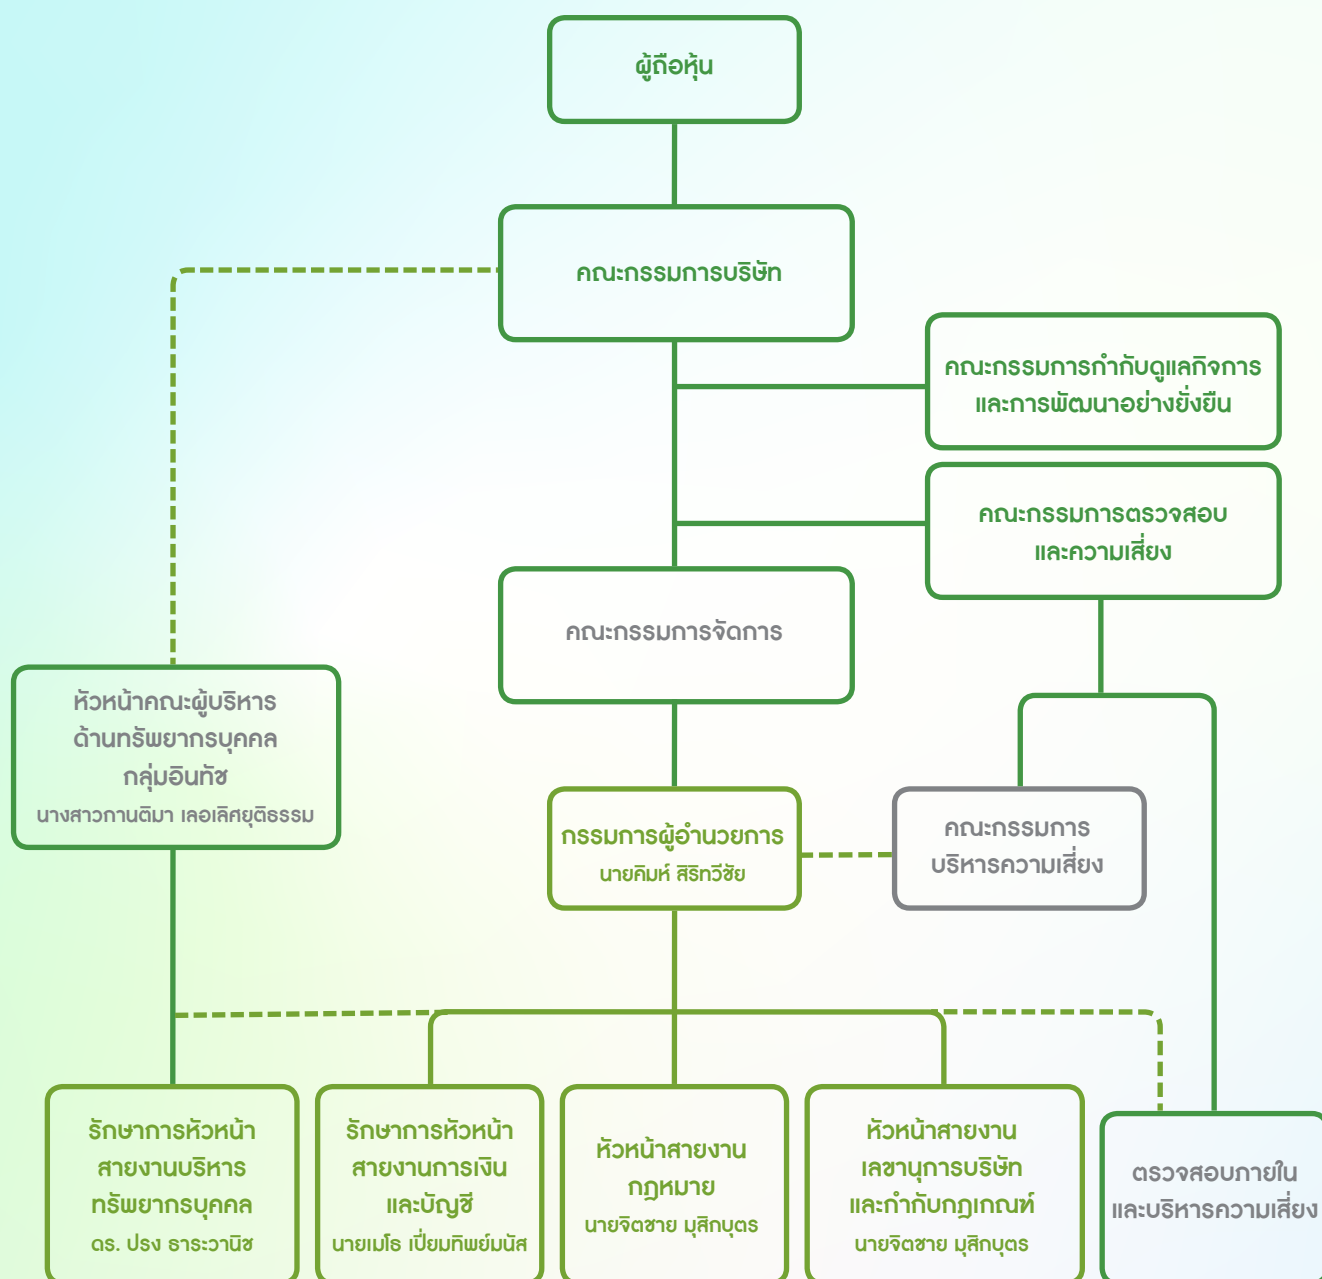 ผู้ถือหุ้น
คณะกรรมการบริษัท
คณะกรรมการกำกับดูแลกิจการ
และการพัฒนาอย่างยั่งยืน
คณะกรรมการตรวจสอบ
และความเสี่ยง
คณะกรรมการจัดการ
หัวหน้าคณะผู้บริหาร
ด้านทรัพยากรบุคคล
กลุ่มอินทัช
นางสาวกานติมา เลอเลิศยุติธรรม
กรรมการผู้อำนวยการ
นายคิมห์ สิริทวีชัย
คณะกรรมการ
บริหารความเสี่ยง
รักษาการหัวหน้า
สายงานบริหาร
ทรัพยากรบุคคล
ดร. ปรง ธาระวานิช
รักษาการหัวหน้า
สายงานการเงิน
และบัญชี
นายเมโธ เปี่ยมทิพย์มนัส
หัวหน้าสายงาน
กฎหมาย
นายจิตชาย มุสิกบุตร
หัวหน้าสายงาน
เลขานุการบริษัท
และกำกับกฎเกณฑ์
นายจิตชาย มุสิกบุตร
ตรวจสอบภายใน
และบริหารความเสี่ยง